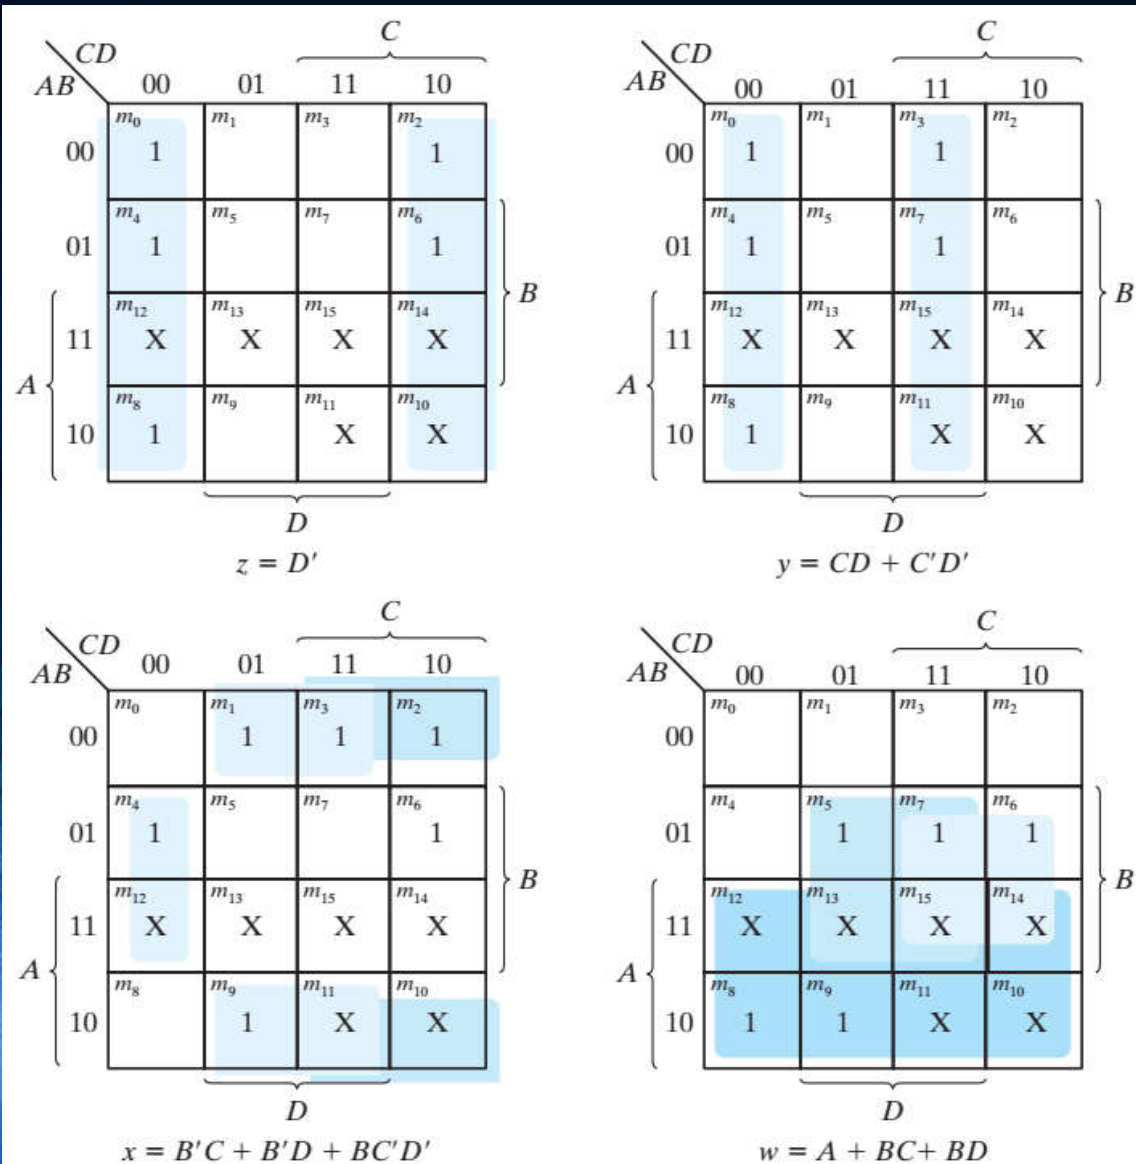 C C
CD CD
AB 00 01 11 10 AB 00 01 11 10
m0 m1 m3 m2 m0 m1 m3 m2
00 1 1 00 1 1
m4 m5 m7 m6 m4 m5 m7 m6
01 1 1 01 1 1
B B
m12 m13 m15 m14 m12 m13 m15 m14
11 X X X X 11 X X X X
A A
m8 m9 m11 m10 m8 m9 m11 m10
10 1 X X 10 1 X X
D D
z = D′ y = CD + C′D′
C C
CD CD
AB 00 01 11 10 AB 00 01 11 10
m0 m1 m3 m2 m0 m1 m3 m2
00 1 1 1 00
m4 m5 m7 m6 m4 m5 m7 m6
01 1 1 01 1 1 1
B B
m12 m13 m15 m14 m12 m13 m15 m14
11 X X X X 11 X X X X
A A
m8 m9 m11 m10 m8 m9 m11 m10
10 1 X X 10 1 1 X X
D D
x = B′C + B′D + BC′D′ w = A + BC+ BD